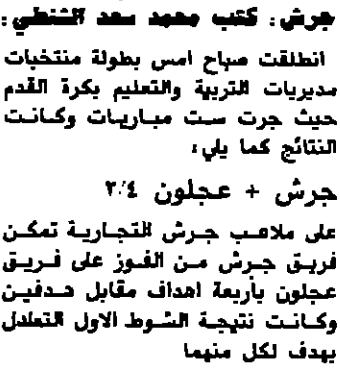 جرش : كتب محمد سعد الشنطي :
انطلقت صباح امس بطولة منتخبات
مديريات التربية والتعليم بكرة القدم
حيث جرت ست مباريات وكانت
النتائج كما يلي :
جرش + عجلون ٢/٤
على ملاعب جرش التجارية تمكن
فريق جرش من الفوز على فريق
عجلون بأربعة اهداف مقابل هدفين
وكانت نتيجة الشوط الاول التعادل
بهدف لكل منهما